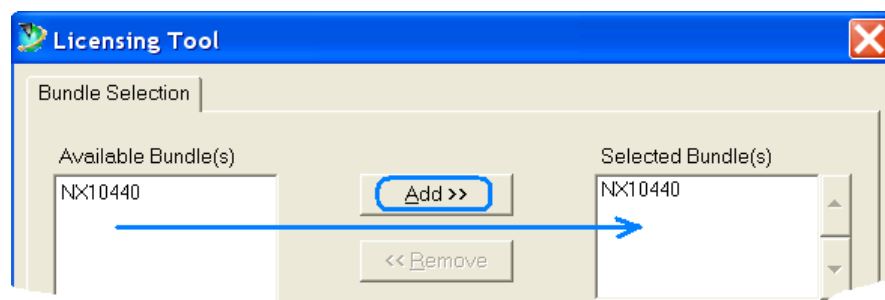 Licensing Tool
Bundle Selection
Available Bundle(s)
Selected Bundle(s)
NX10440
Add >>
NX10440
<< Remove